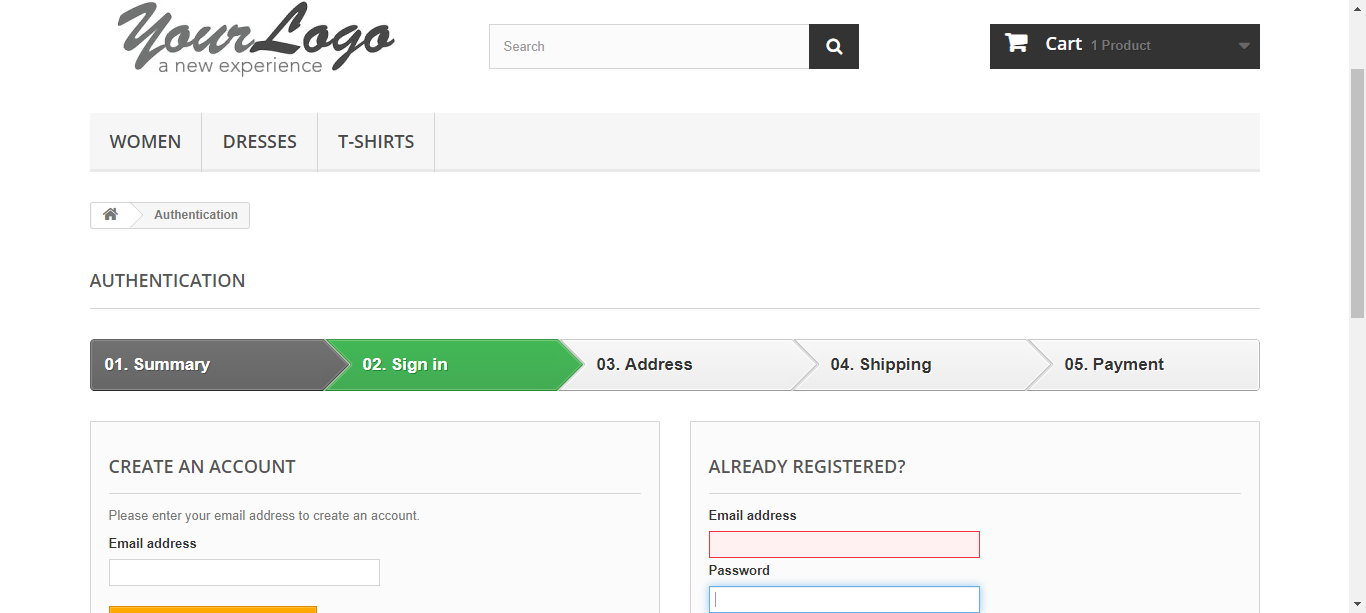 YourLogo
a new experience
Search
Cart 1 Product
WOMEN DRESSES T-SHIRTS
Authentication
AUTHENTICATION
01. Summary 02. Sign in 03. Address 04. Shipping 05. Payment
CREATE AN ACCOUNT
Please enter your email address to create an account.
Email address
ALREADY REGISTERED?
Email address
Password